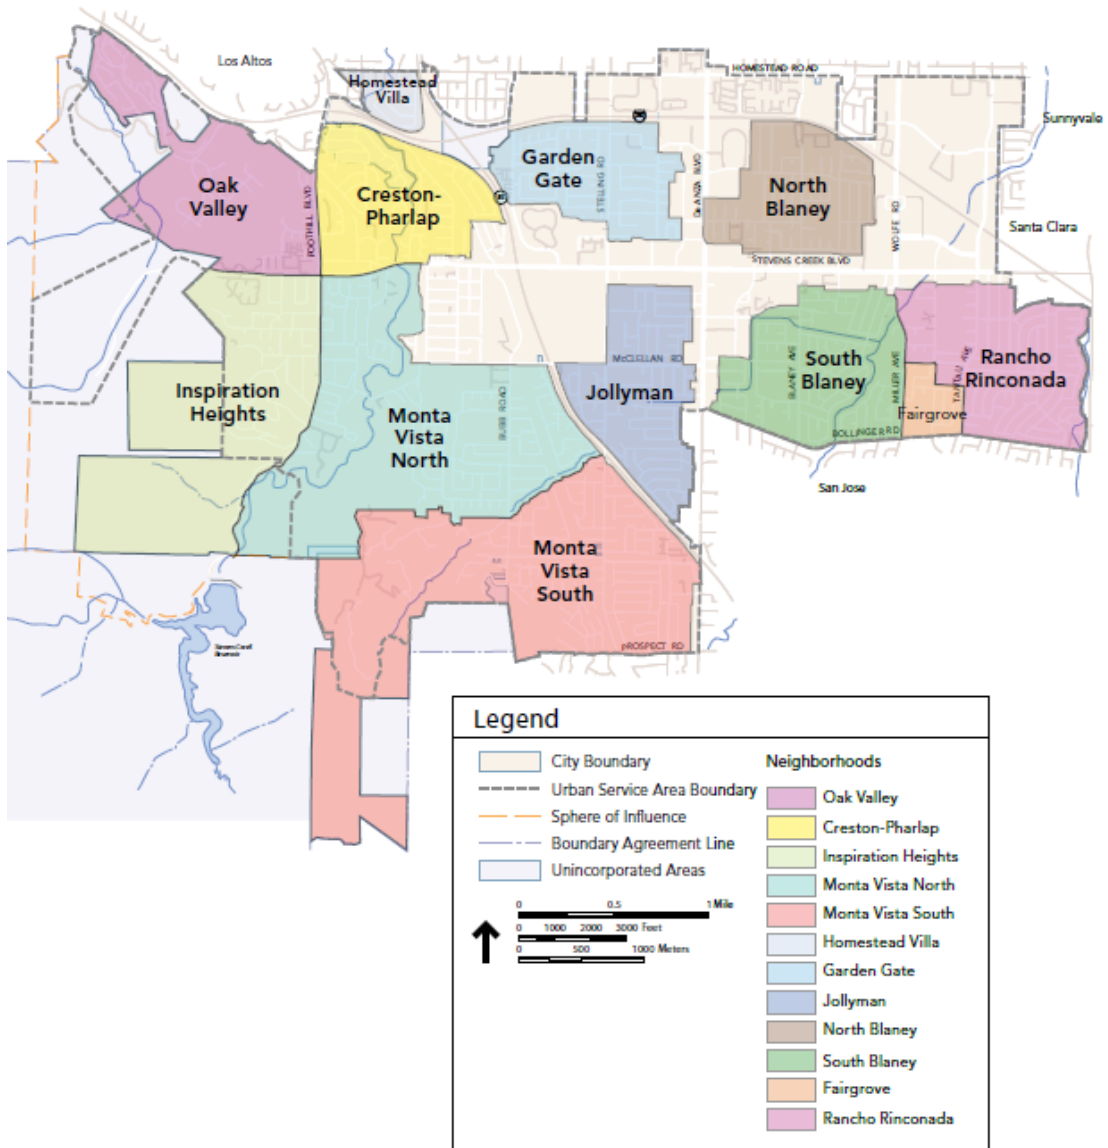 Los Altos
HOMESTEAD ROAD
Homestead
Villa
Sunnyvale
Garden
Gate
Oak
Valley
Creston-
Pharlap
North
Blaney
STELLING RD
De ANZA BLVD
FOOTHILL BLVD
WOLFE RD
Santa Clara
STEVENS CREEK BLVD
McCLELLAN RD
South
Blaney
BLANEY AVE
MILLER AVE
TANTAU AVE
Rancho
Rinconada
Inspiration
Heights
Jollyman
Fairgrove
Monta
Vista
North
BUBB ROAD
BOLLINGER RD
San Jose
Monta
Vista
South
PROSPECT RD
Reservoir
Legend
City Boundary
Urban Service Area Boundary
Sphere of Influence
Boundary Agreement Line
Unincorporated Areas
0 0.5 1 Mile
0 1000 2000 3000 Feet
0 500 1000 Meters
Neighborhoods
Oak Valley
Creston-Pharlap
Inspiration Heights
Monta Vista North
Monta Vista South
Homestead Villa
Garden Gate
Jollyman
North Blaney
South Blaney
Fairgrove
Rancho Rinconada